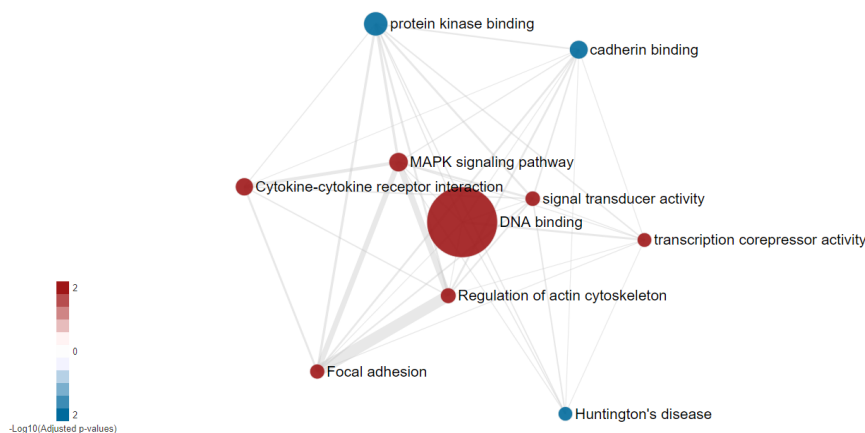 protein kinase binding
cadherin binding
MAPK signaling pathway
Cytokine-cytokine receptor interaction
signal transducer activity
DNA binding
transcription corepressor activity
Regulation of actin cytoskeleton
Focal adhesion
Huntington's disease
2
0
2
-Log10(Adjusted p-values)